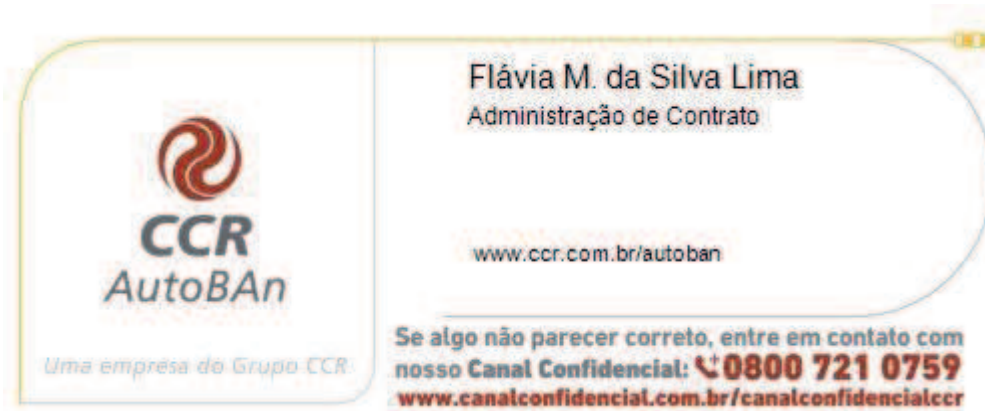 CCR
AutoBAn
Uma empresa do Grupo CCR
Flávia M. da Silva Lima
Administração de Contrato
www.ccr.com.br/autoban
Se algo não parecer correto, entre em contato com
nosso Canal Confidencial: 0800 721 0759
www.canalconfidencial.com.br/canalconfidencialccr